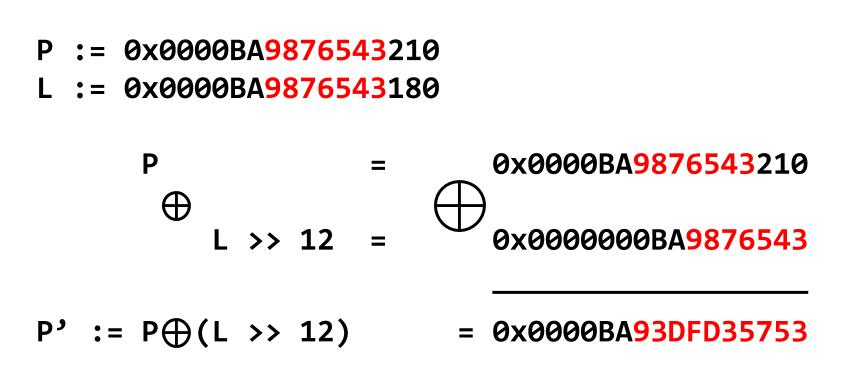 P := 0x0000BA9876543210
L := 0x0000BA9876543180
P = 0x0000BA9876543210
⊕ ⊕
L >> 12 = 0x0000000BA9876543
P’ := P⊕(L >> 12) = 0x0000BA93DFD35753